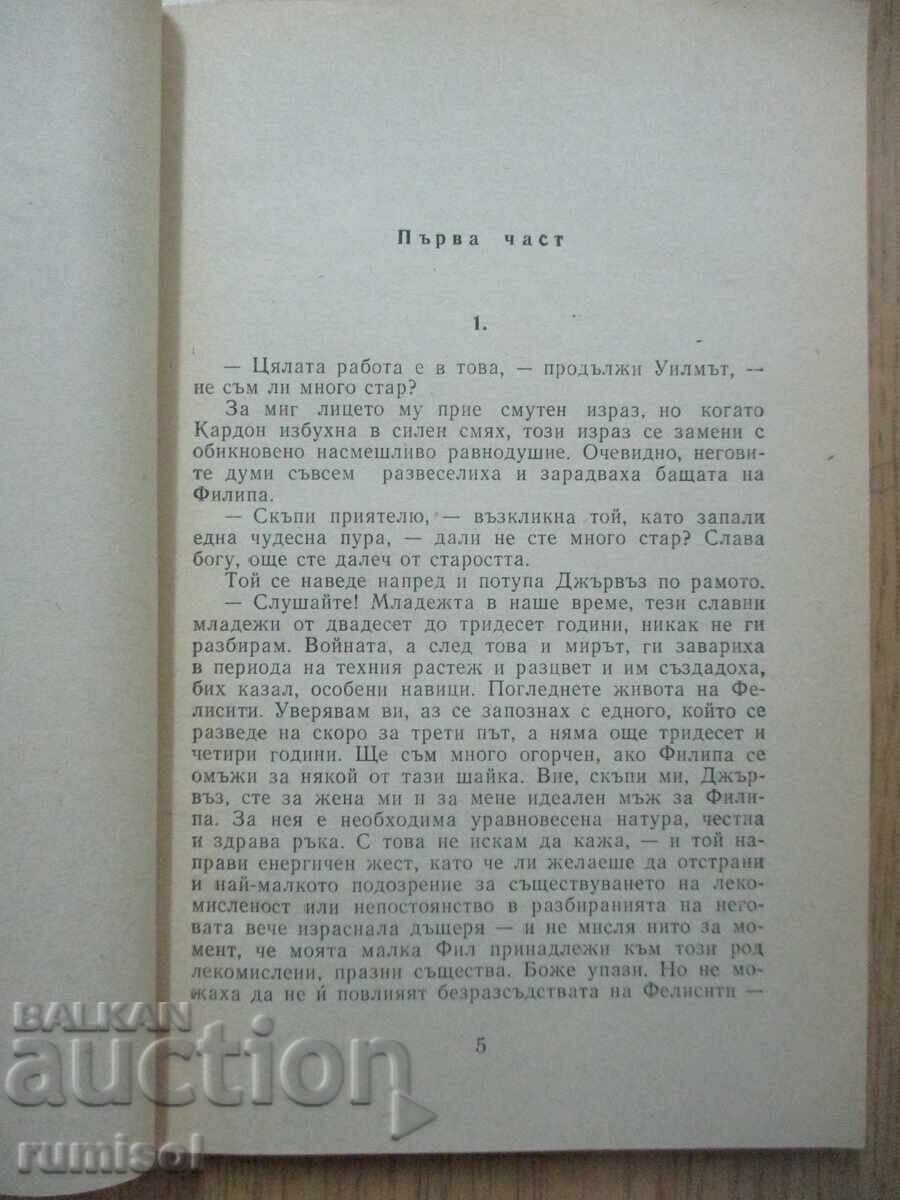 Първа част
1.
— Цялата работа е в това, — продължи Уилмът, —
не съм ли много стар?
За миг лицето му прие смутен израз, но когато
Кардон избухна в силен смях, този израз се замени с
обикновено насмешливо равнодушие. Очевидно, негови-
те думи съвсем развеселиха и зарадваха бащата на
Филипа.
— Скъпи приятелю, — възкликна той, като запали
една чудесна пура, — дали не сте много стар? Слава
богу, още сте далеч от старостта.
Той се наведе напред и потупа Джървъз по рамото.
— Слушайте! Младежта в наше време, тези славни
младежи от двадесет до тридесет години, никак не ги
разбирам. Войната, а след това и мирът, ги завариха
в периода на техния растеж и разцвет и им създадоха,
бих казал, особени навици. Погледнете живота на Фе-
лисити. Уверявам ви, аз се запознах с едного, който се
разведе на скоро за трети път, а няма още тридесет и
четири години. Ще съм много огорчен, ако Филипа се
омъжи за някой от тази шайка. Вие, скъпи ми, Джър-
въз, сте за жена ми и за мене идеален мъж за Фили-
па. За нея е необходима уравновесена натура, честна
и здрава ръка. С това не искам да кажа, — и той на-
прави енергичен жест, като че ли желаеше да отстрани
и най-малкото подозрение за съществуването на леко-
мисленост или непостоянство в разбиранията на него-
вата вече израснала дъщеря — и не мисля нито за мо-
мент, че моята малка Фил принадлежи към този род
лекомислени, празни същества. Боже упази. Но не мо-
жаха да не ѝ повлияят безразсъдствата на Фелисити —
5
BALKAN
auction
rumisol